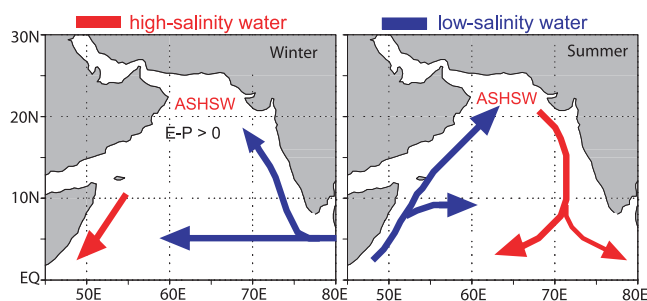 high-salinity water low-salinity water
30N Winter Summer
ASHSW ASHSW
20N
E-P > 0
10N
EQ
50E 60E 70E 80 50E 60E 70E 80E